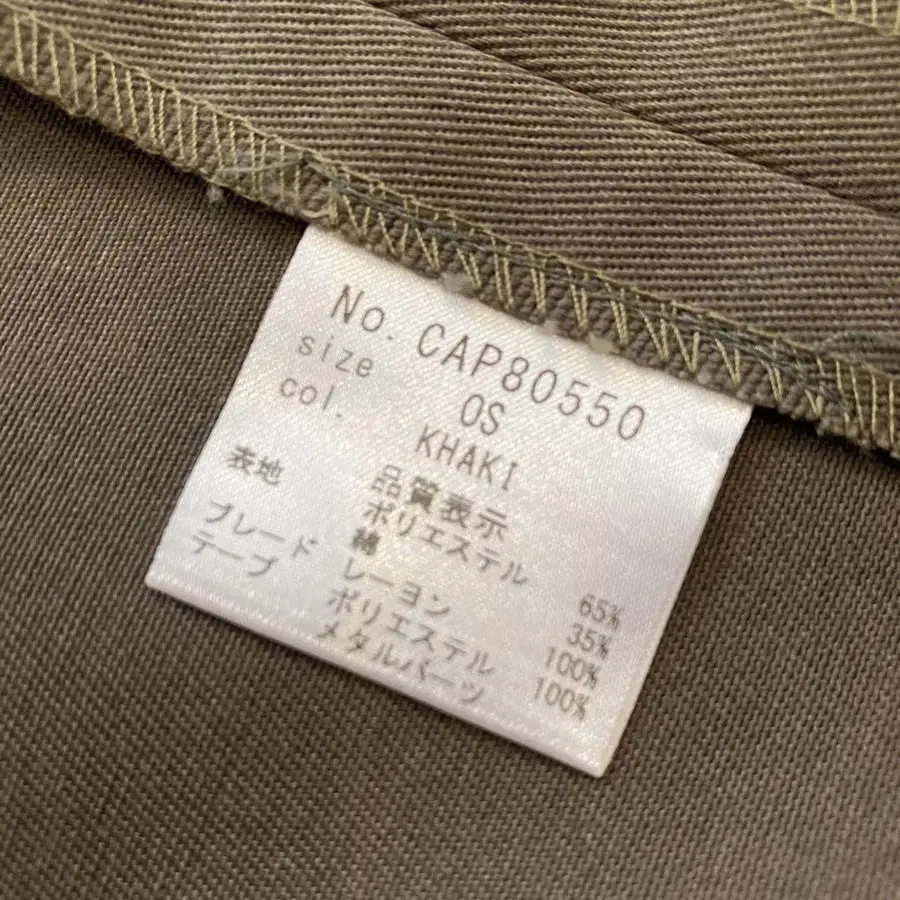 No. CAP80550
size OS
col. KHAKI
品質表示
表地 ポリエステル 65%
綿 35%
ブレード レーヨン 100%
テープ ポリエステル 100%
メタルパーツ